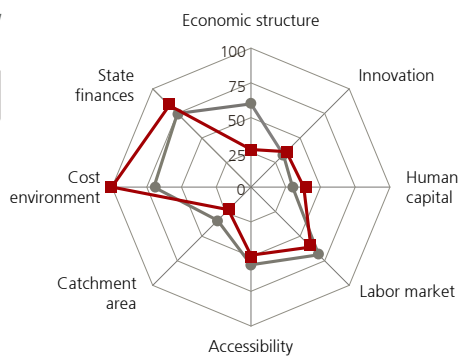 Economic structure
100
State
finances
75
Innovation
50
25
Cost
environment
0
Human
capital
Catchment
area
Labor market
Accessibility